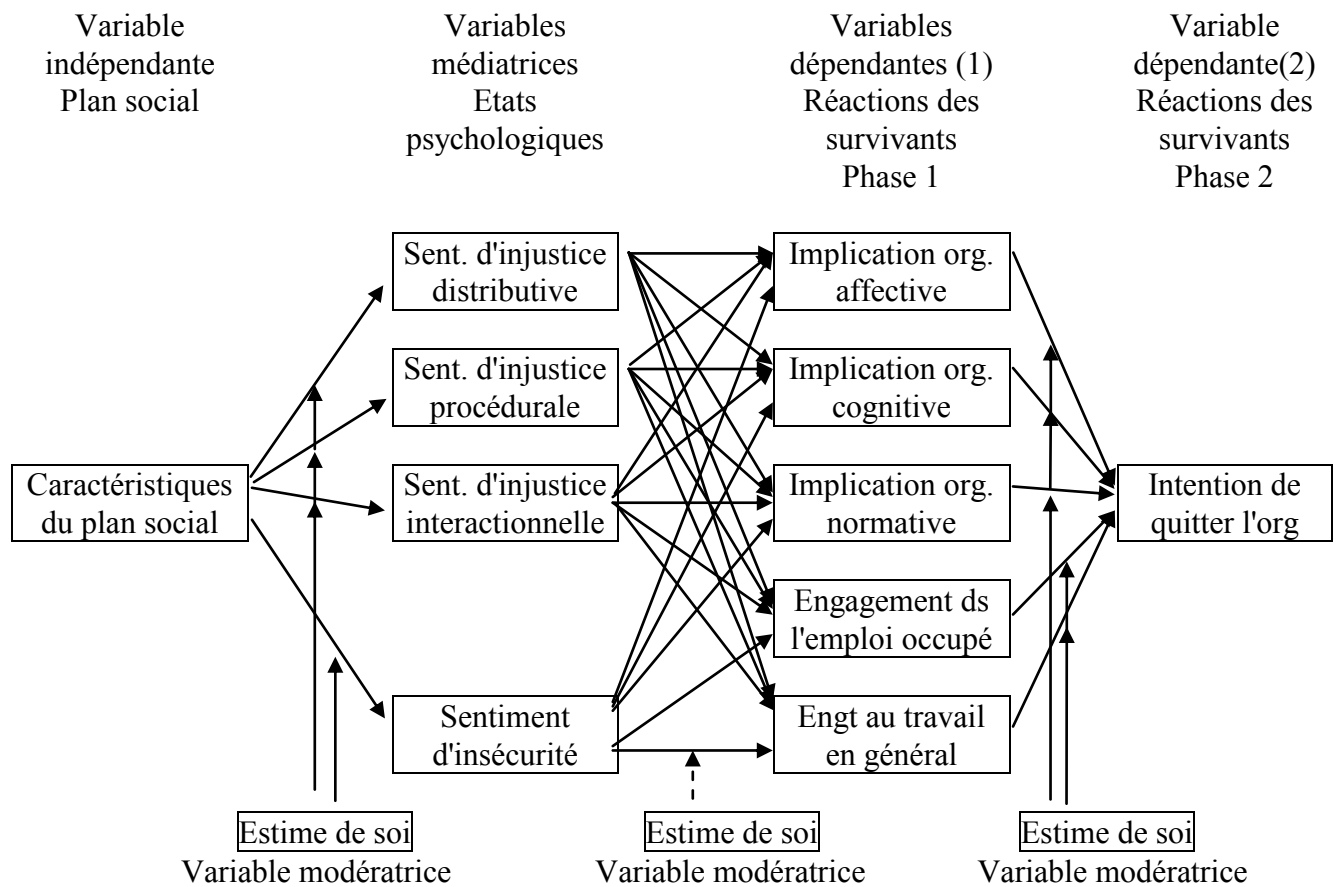 Variable
indépendante
Plan social
Variables
médiatrices
Etats
psychologiques
Variables
dépendantes (1)
Réactions des
survivants
Phase 1
Variable
dépendante(2)
Réactions des
survivants
Phase 2
Caractéristiques
du plan social
Sent. d'injustice
distributive
Sent. d'injustice
procédurale
Sent. d'injustice
interactionnelle
Sentiment
d'insécurité
Implication org.
affective
Implication org.
cognitive
Implication org.
normative
Engagement ds
l'emploi occupé
Engt au travail
en général
Intention de
quitter l'org
Estime de soi
Variable modératrice
Estime de soi
Variable modératrice
Estime de soi
Variable modératrice